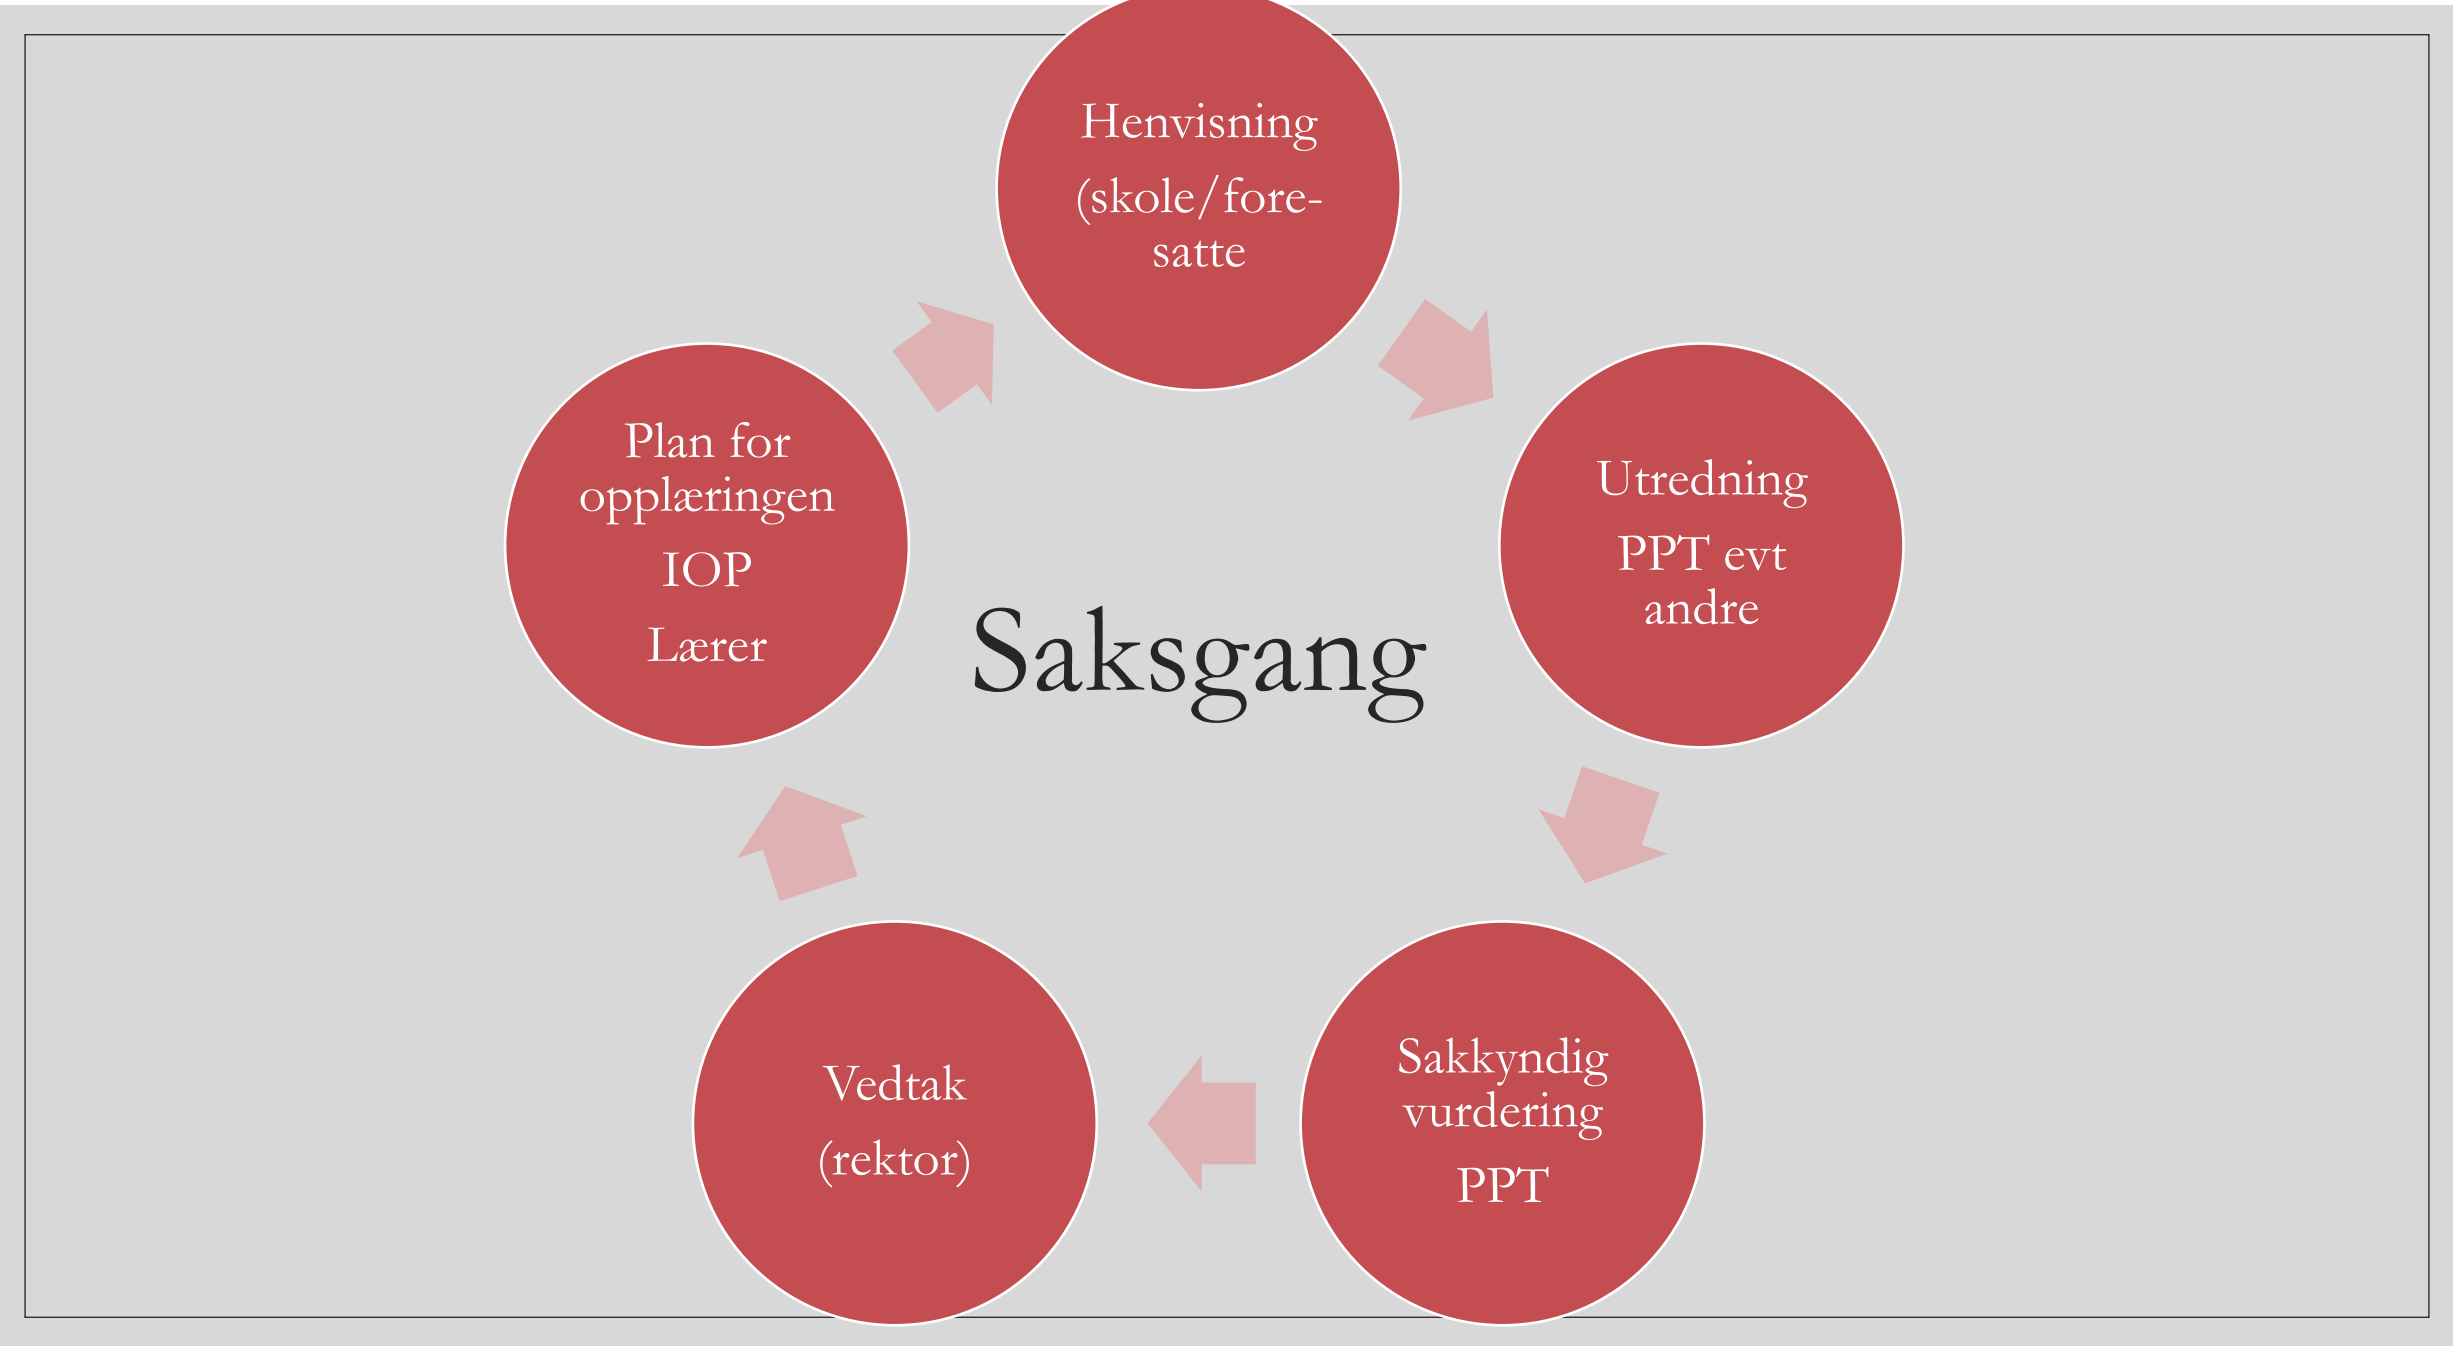 Henvisning
(skole/fore-
satte
Utredning
PPT evt
andre
Sakkyndig
vurdering
PPT
Vedtak
(rektor)
Plan for
opplæringen
IOP
Lærer
Saksgang